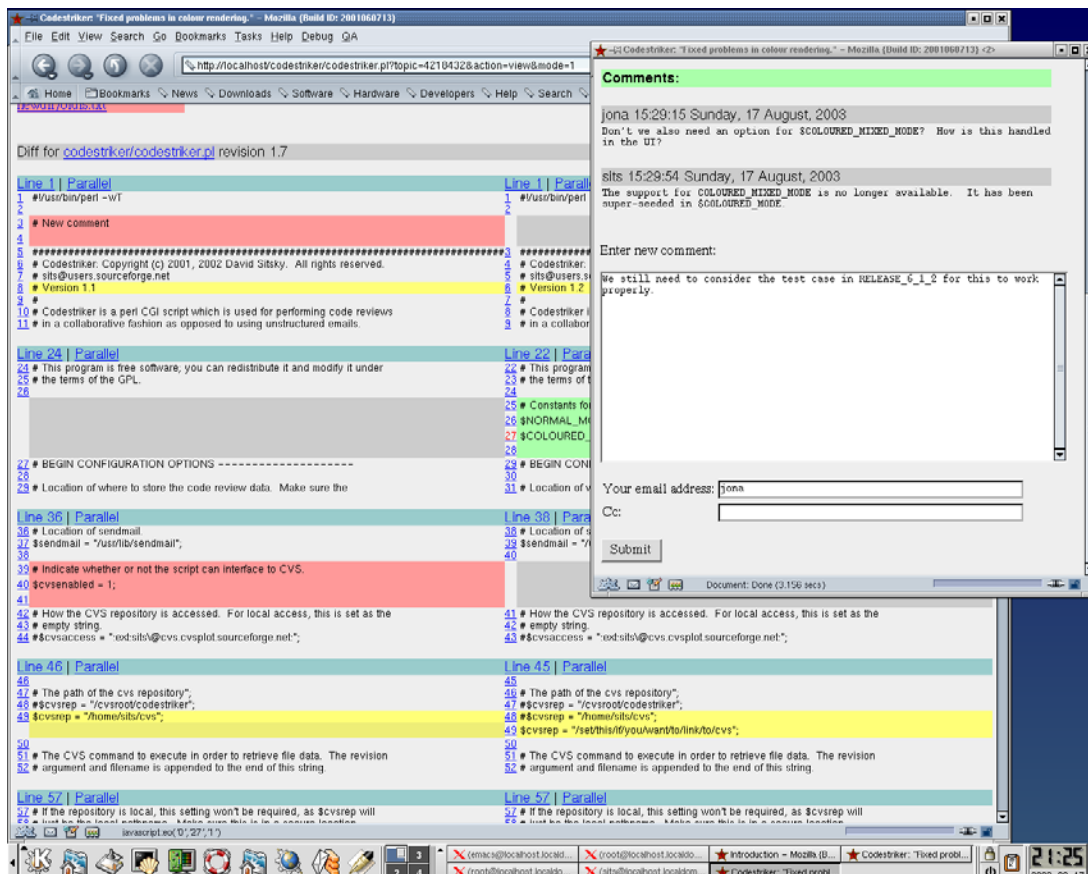 Codestriker: "Fixed problems in colour rendering." - Mozilla {Build ID: 2001060713}
File Edit View Search Go Bookmarks Tasks Help Debug QA
http://localhost/codestriker/codestriker.pl?topic=4218432&action=view&mode=1
Home Bookmarks News Downloads Software Hardware Developers Help Search
Diff for codestriker/codestriker.pl revision 1.7
Line 1 | Parallel
1 #!/usr/bin/perl -wT
2
3 # New comment
4
5 ################################################################################
6 # Codestriker: Copyright (c) 2001, 2002 David Sitsky. All rights reserved.
7 # sits@users.sourceforge.net
8 # Version 1.1
9 #
10 # Codestriker is a perl CGI script which is used for performing code reviews
11 # in a collaborative fashion as opposed to using unstructured emails.
Line 24 | Parallel
24 # This program is free software; you can redistribute it and modify it under
25 # the terms of the GPL.
26
27 # BEGIN CONFIGURATION OPTIONS --------------------
28
29 # Location of where to store the code review data. Make sure the
Line 36 | Parallel
36 # Location of sendmail.
37 $sendmail = "/usr/lib/sendmail";
38
39 # Indicate whether or not the script can interface to CVS.
40 $cvsenabled = 1;
41
42 # How the CVS repository is accessed. For local access, this is set as the
43 # empty string.
44 #$cvsaccess = ":ext:sits\@cvs.cvsplot.sourceforge.net:";
Line 46 | Parallel
46
47 # The path of the cvs repository";
48 #$cvsrep = "/cvsroot/codestriker";
49 $cvsrep = "/home/sits/cvs";
50
51 # The CVS command to execute in order to retrieve file data. The revision
52 # argument and filename is appended to the end of this string.
Line 57 | Parallel
57 # If the repository is local, this setting won't be required, as $cvsrep will
Line 1 | Parall
1 #!/usr/bin/perl
2
3
4 # Codestriker:
5 # sits@users.s
6 # Version 1.2
7 #
8 # Codestriker i
9 # in a collabor
Line 22 | Parallel
22 # This program
23 # the terms of t
24
25 # Constants fo
26 $NORMAL_M
27 $COLOURED_
28
29 # BEGIN CONF
30
31 # Location of w
Line 38 | Para
38 # Location of s
39 $sendmail = "/
40
41 # How the CVS repository is accessed. For local access, this is set as the
42 # empty string.
43 #$cvsaccess = ":ext:sits\@cvs.cvsplot.sourceforge.net:";
Line 45 | Parallel
45
46 # The path of the cvs repository";
47 #$cvsrep = "/cvsroot/codestriker";
48 #$cvsrep = "/home/sits/cvs";
49 $cvsrep = "/set/this/if/you/want/to/link/to/cvs";
50
51 # The CVS command to execute in order to retrieve file data. The revision
52 # argument and filename is appended to the end of this string.
Line 57 | Parallel
57 # If the repository is local, this setting won't be required, as $cvsrep will
javascript:eo('0','27','1')
Codestriker: "Fixed problems in colour rendering." - Mozilla {Build ID: 2001060713} <2>
Comments:
jona 15:29:15 Sunday, 17 August, 2003
Don't we also need an option for $COLOURED_MIXED_MODE? How is this handled
in the UI?
sits 15:29:54 Sunday, 17 August, 2003
The support for COLOURED_MIXED_MODE is no longer available. It has been
super-seeded in $COLOURED_MODE.
Enter new comment:
We still need to consider the test case in RELEASE_6_1_2 for this to work
properly.
Your email address: jona
Cc:
Submit
Document: Done (3.156 secs)
3
2 4
(emacs@localhost.locald...
(root@localhost.localdo...
Introduction - Mozilla {B...
Codestriker: "Fixed probl...
(root@localhost.localdom...
(sits@localhost.localdom...
Codestriker: "Fixed probl...
21:25